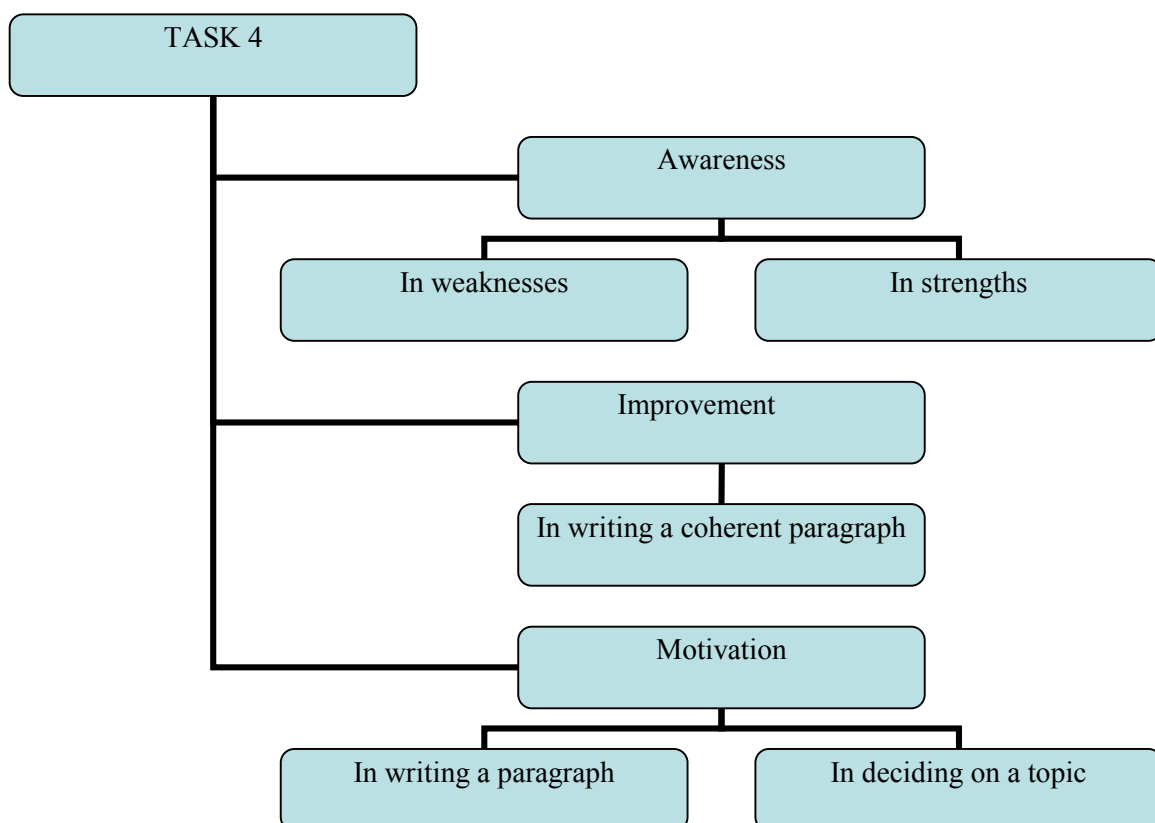 TASK 4
Awareness
In weaknesses
In strengths
Improvement
In writing a coherent paragraph
Motivation
In writing a paragraph
In deciding on a topic